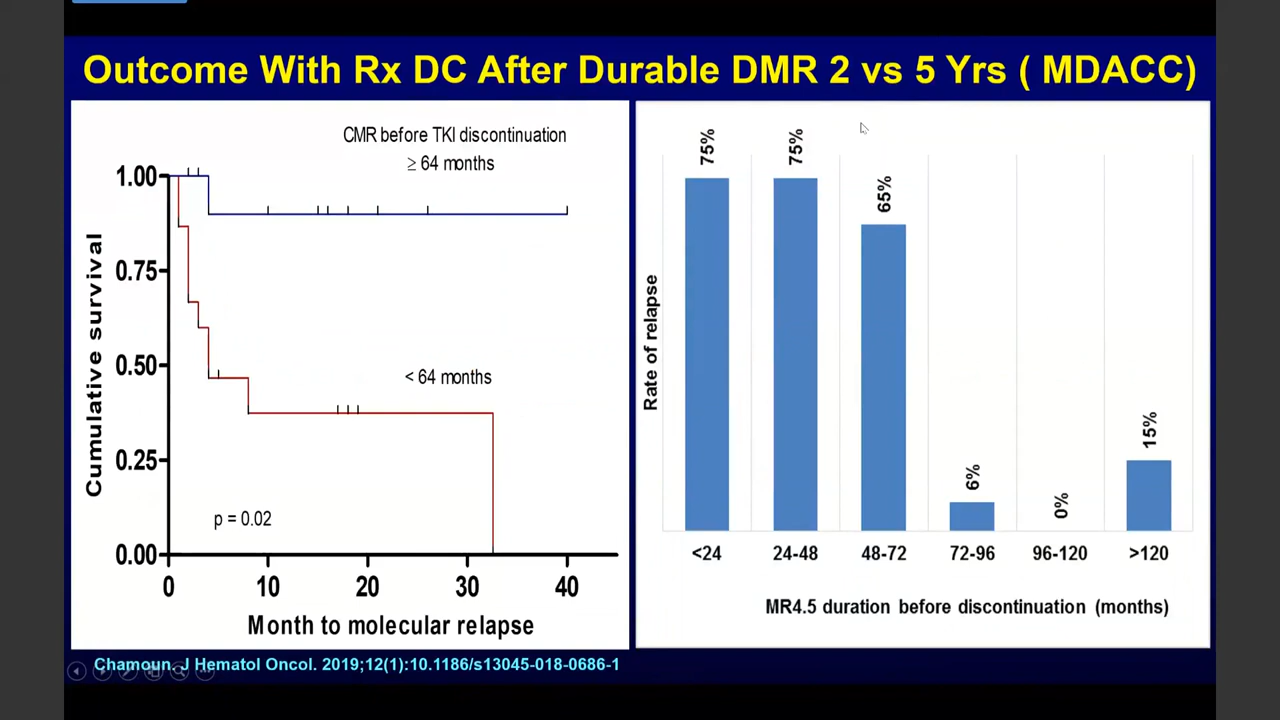 Outcome With Rx DC After Durable DMR 2 vs 5 Yrs ( MDACC)
CMR before TKI discontinuation
≥ 64 months
1.00
0.75
0.50
0.25
0.00
Cumulative survival
< 64 months
p = 0.02
0 10 20 30 40
Month to molecular relapse
75% 75% 65% 6% 0% 15%
Rate of relapse
<24 24-48 48-72 72-96 96-120 >120
MR4.5 duration before discontinuation (months)
Chamoun. J Hematol Oncol. 2019;12(1):10.1186/s13045-018-0686-1